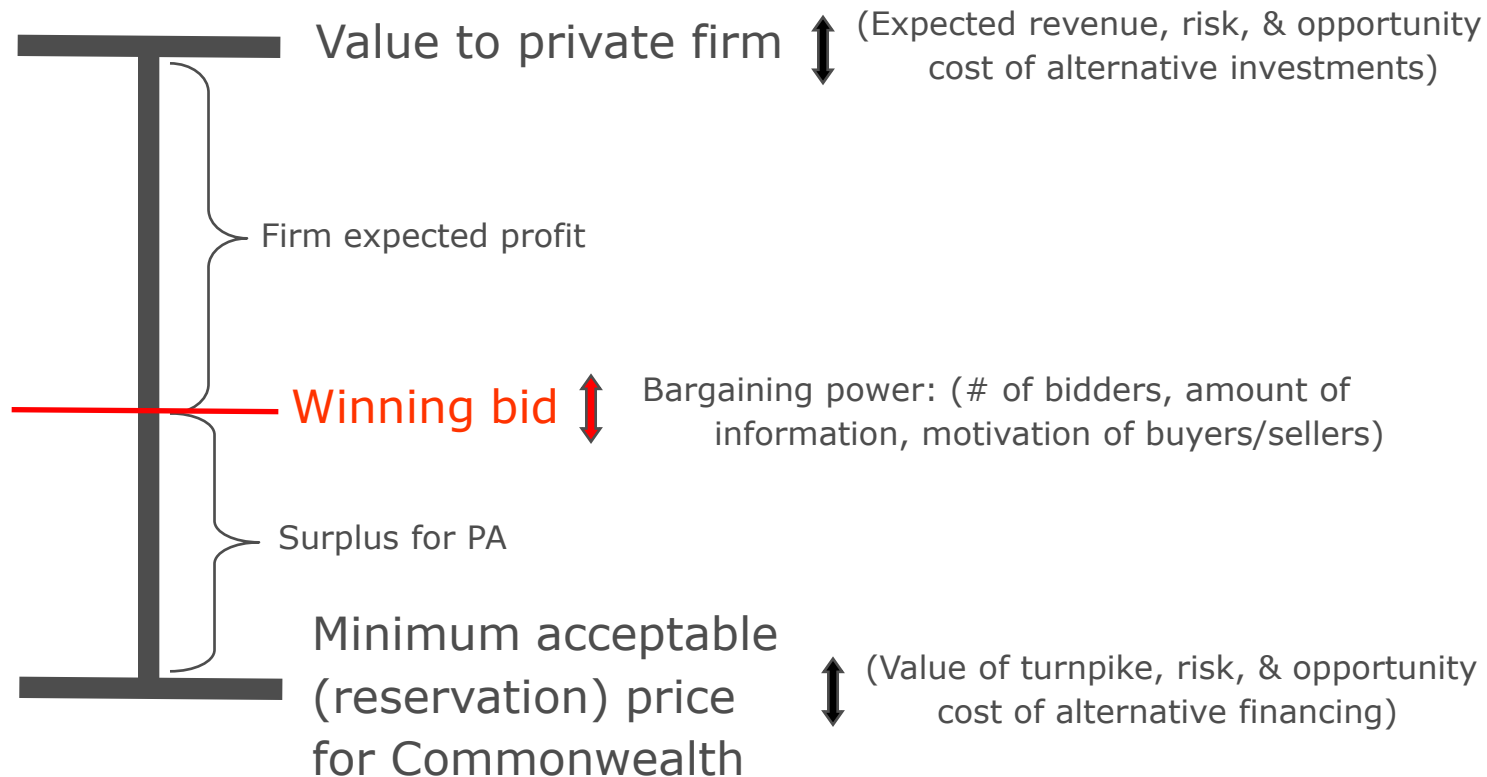 Value to private firm
(Expected revenue, risk, & opportunity
cost of alternative investments)
Firm expected profit
Winning bid
Bargaining power: (# of bidders, amount of
information, motivation of buyers/sellers)
Surplus for PA
Minimum acceptable
(reservation) price
for Commonwealth
(Value of turnpike, risk, & opportunity
cost of alternative financing)